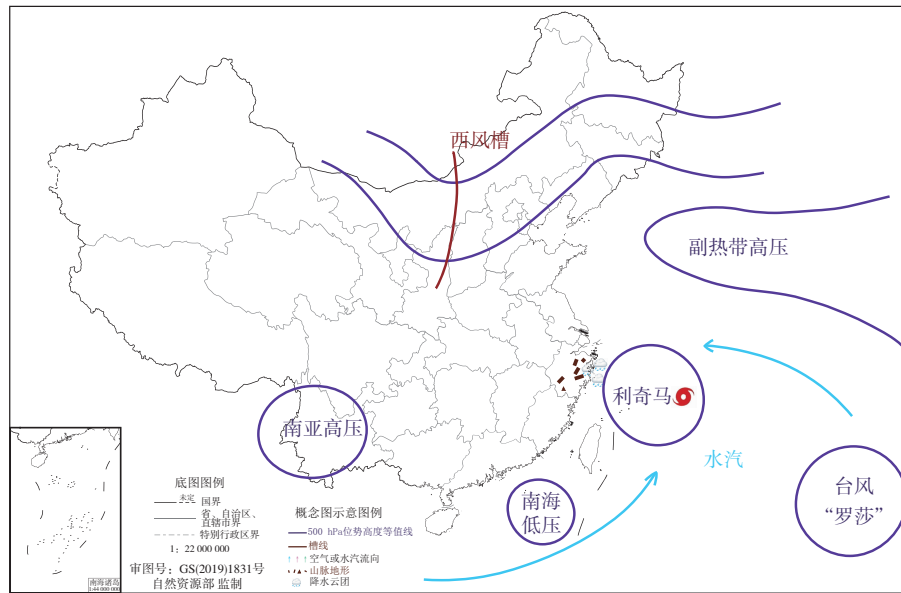 西风槽
副热带高压
利奇马
南亚高压
水汽
南海
低压
台风
“罗莎”
底图图例
未定
国界
省、自治区、
直辖市界
特别行政区界
1：22 000 000
审图号：GS(2019)1831号
自然资源部 监制
概念图示意图例
500 hPa位势高度等值线
槽线
空气或水汽流向
山脉地形
降水云团
南海诸岛
1:44 000 000